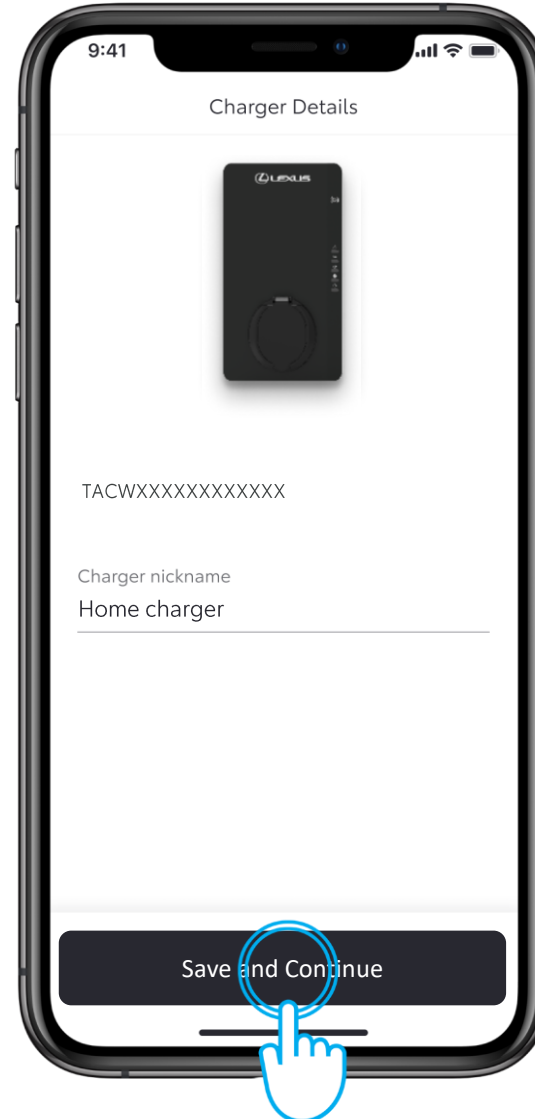 9:41
Charger Details
LEXUS
TACWXXXXXXXXXXXX
Charger nickname
Home charger
Save and Continue